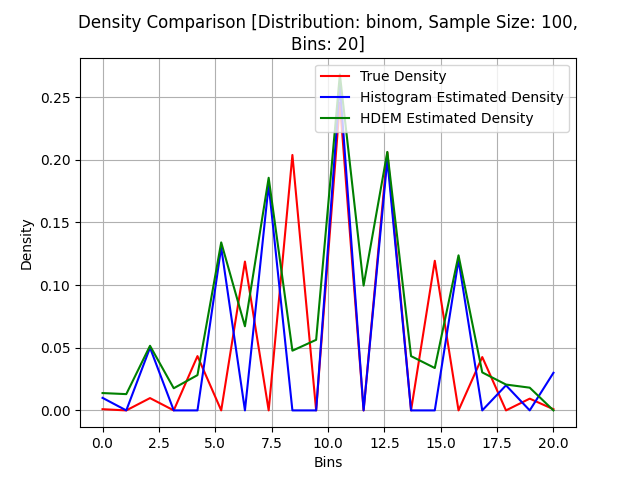 Density Comparison [Distribution: binom, Sample Size: 100,
Bins: 20]
True Density
Histogram Estimated Density
HDEM Estimated Density
Density
0.25
0.20
0.15
0.10
0.05
0.00
0.0 2.5 5.0 7.5 10.0 12.5 15.0 17.5 20.0
Bins